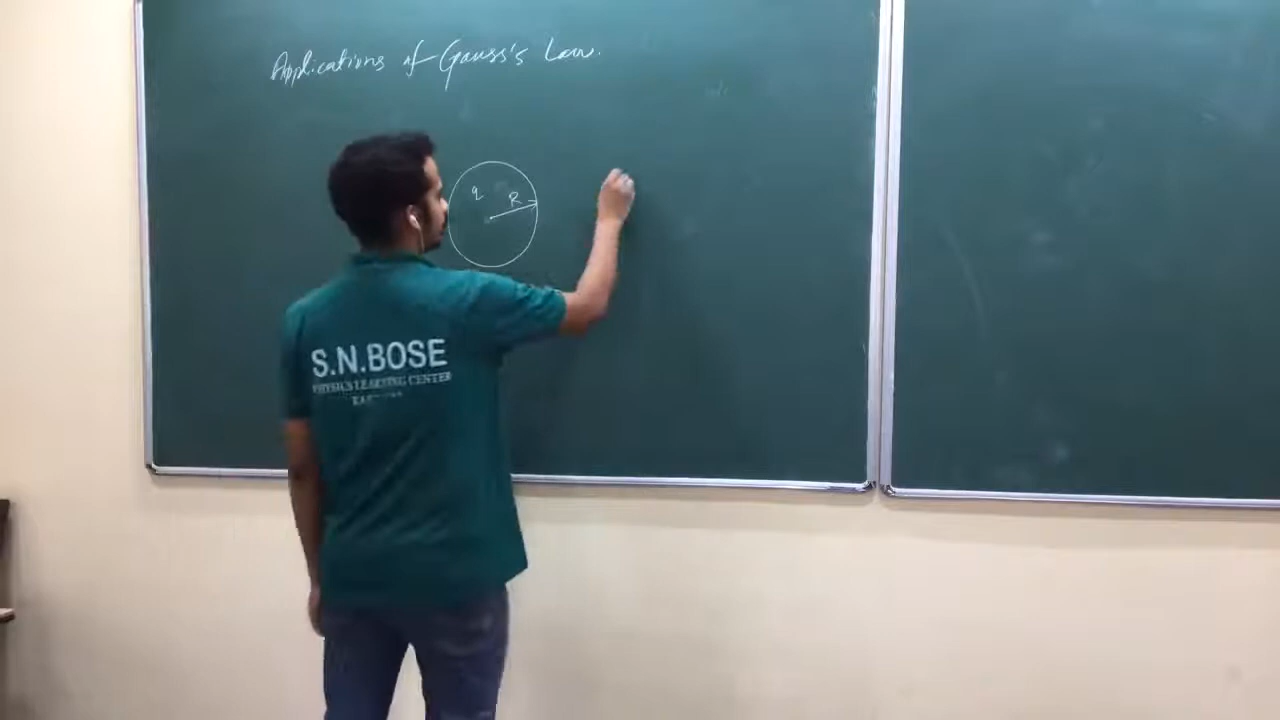 Applications of Gauss's Law.
q
R
S.N.BOSE
PHYSICS LEARNING CENTER